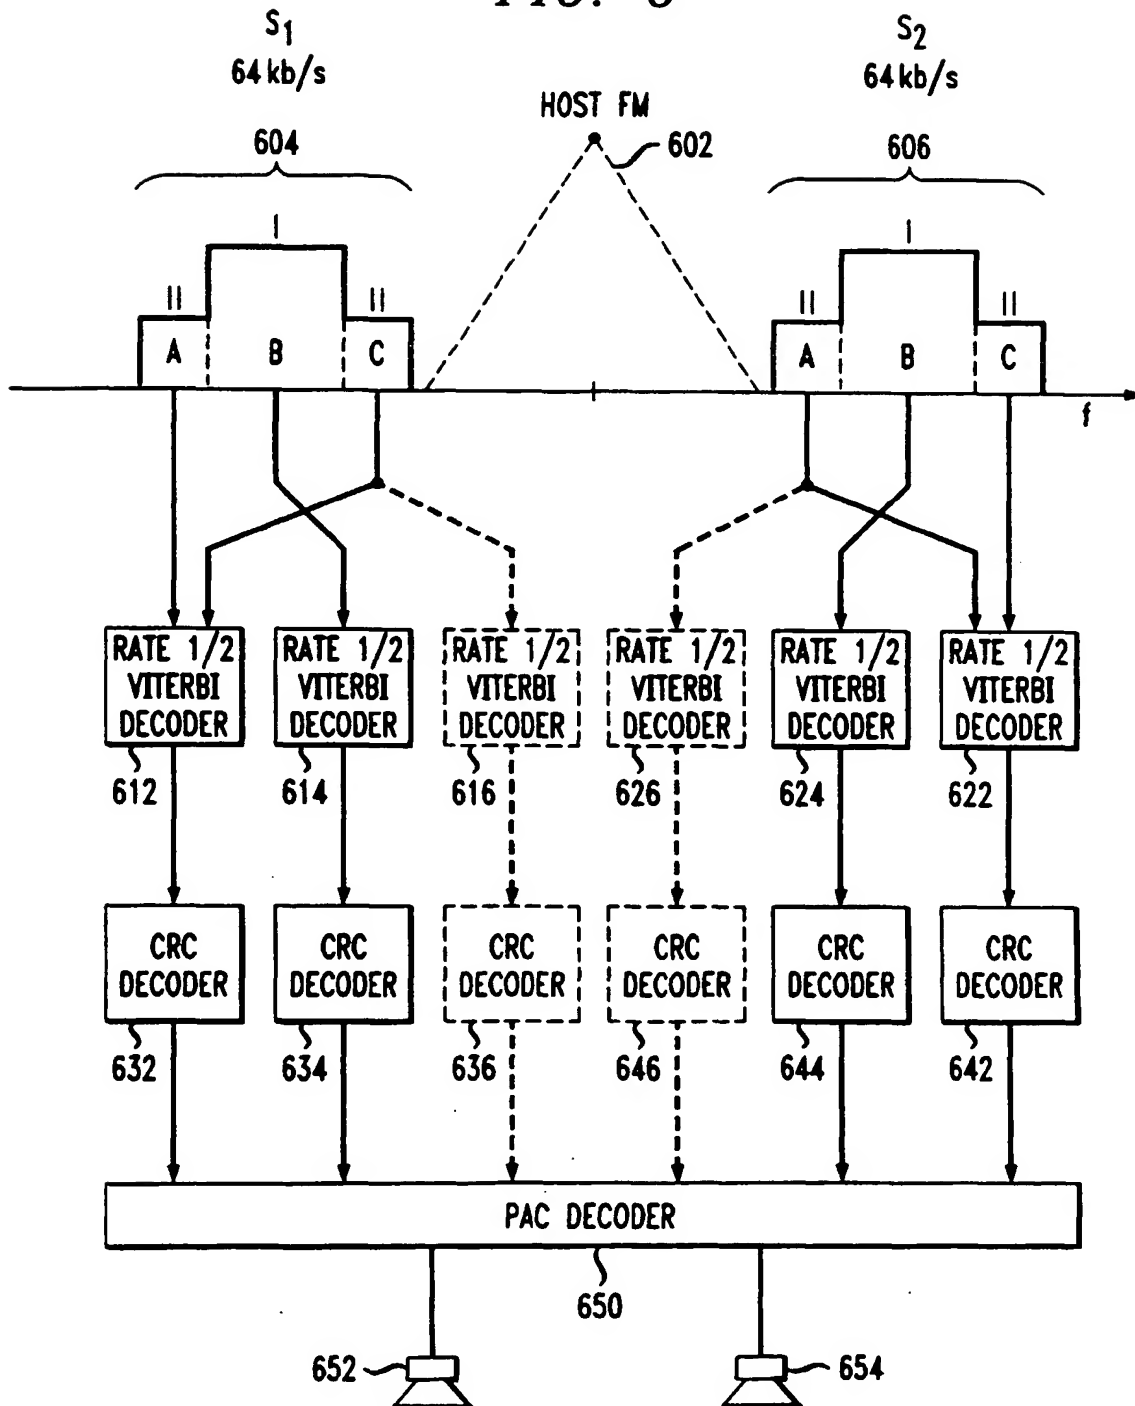 S1 S2
64 kb/s 64 kb/s
HOST FM
604 602 606
I I
II II II II
A B C A B C
f
RATE 1/2 RATE 1/2 RATE 1/2 RATE 1/2 RATE 1/2 RATE 1/2
VITERBI VITERBI VITERBI VITERBI VITERBI VITERBI
DECODER DECODER DECODER DECODER DECODER DECODER
612 614 616 626 624 622
CRC CRC CRC CRC CRC CRC
DECODER DECODER DECODER DECODER DECODER DECODER
632 634 636 646 644 642
PAC DECODER
650
652 654